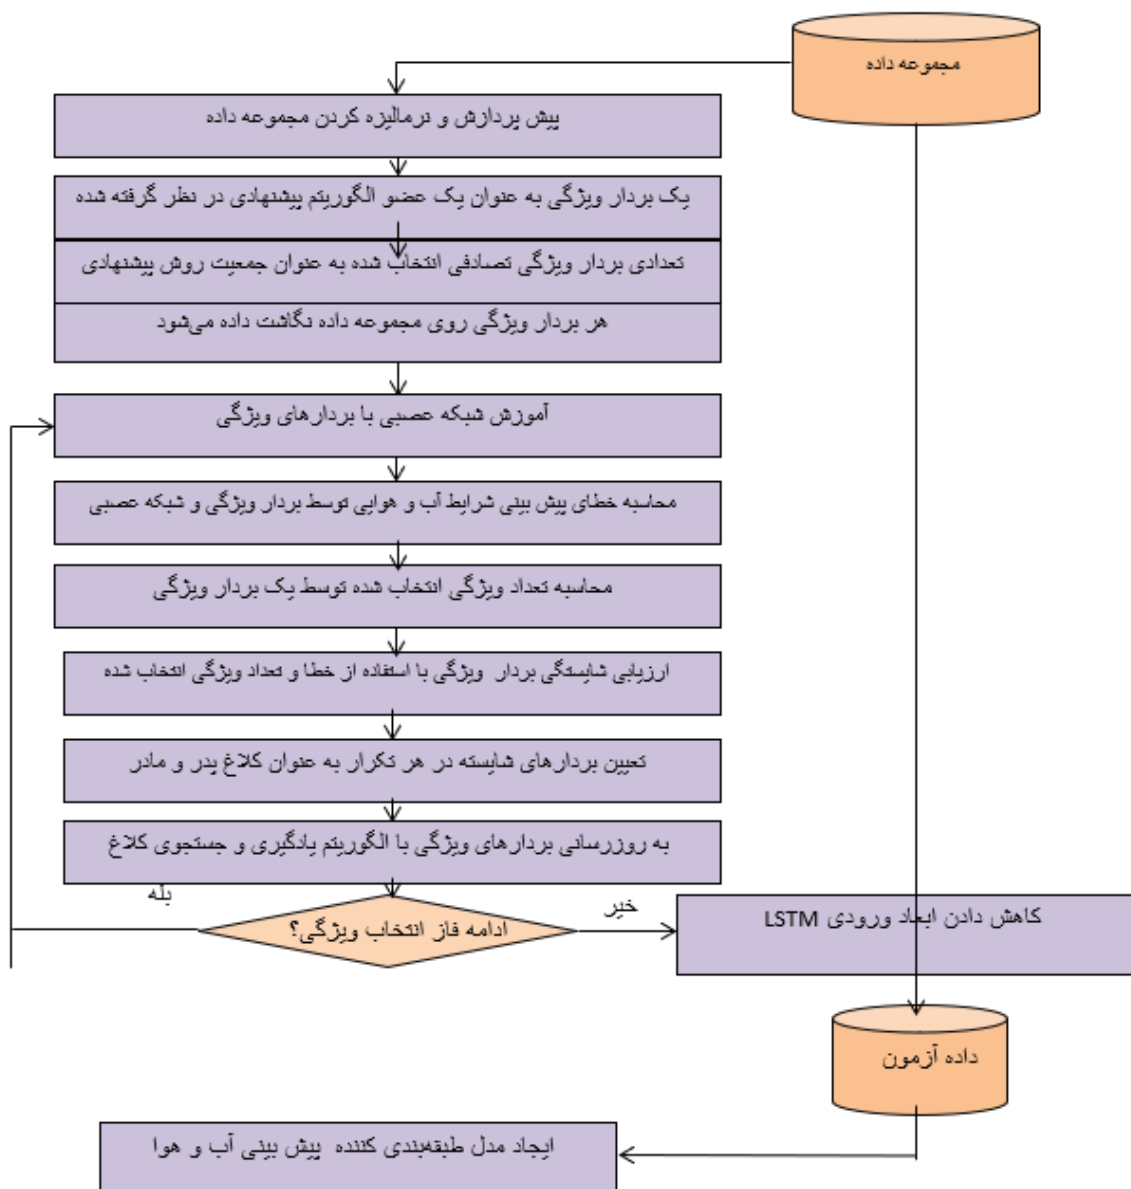 مجموعه داده
پیش پردازش و نرمالیزه کردن مجموعه داده
یک بردار ویژگی به عنوان یک عضو الگوریتم پیشنهادی در نظر گرفته شده
تعدادی بردار ویژگی تصادفی انتخاب شده به عنوان جمعیت روش پیشنهادی
هر بردار ویژگی روی مجموعه داده نگاشت داده می‌شود
آموزش شبکه عصبی با بردارهای ویژگی
محاسبه خطای پیش بینی شرایط آب و هوایی توسط بردار ویژگی و شبکه عصبی
محاسبه تعداد ویژگی انتخاب شده توسط یک بردار ویژگی
ارزیابی شایستگی بردار ویژگی با استفاده از خطا و تعداد ویژگی انتخاب شده
تعیین بردارهای شایسته در هر تکرار به عنوان کلاغ پدر و مادر
به روزرسانی بردارهای ویژگی با الگوریتم یادگیری و جستجوی کلاغ
بله
ادامه فاز انتخاب ویژگی؟
خیر
کاهش دادن ابعاد ورودی LSTM
داده آزمون
ایجاد مدل طبقه‌بندی کننده پیش بینی آب و هوا